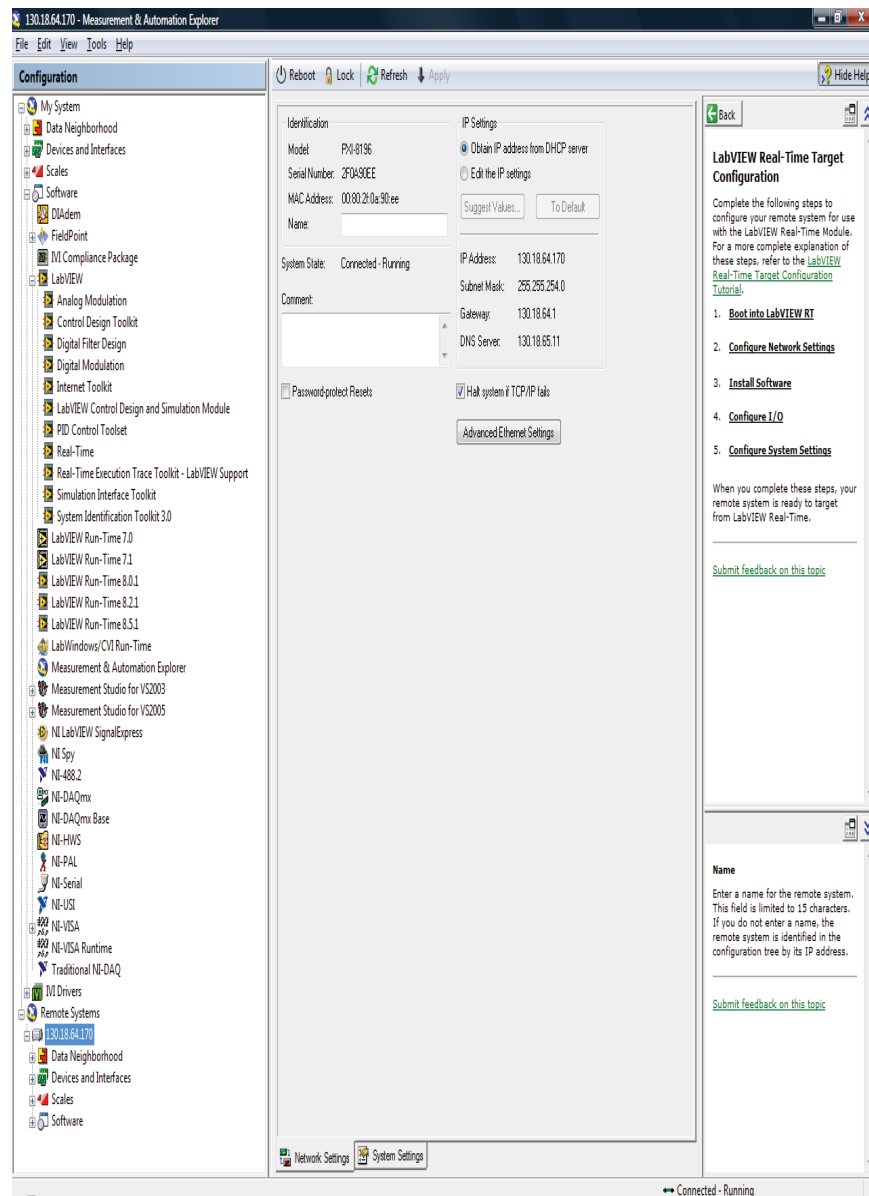 130.18.64.170 - Measurement & Automation Explorer
File Edit View Tools Help
Configuration
My System
Data Neighborhood
Devices and Interfaces
Scales
Software
DIAdem
FieldPoint
IVI Compliance Package
LabVIEW
Analog Modulation
Control Design Toolkit
Digital Filter Design
Digital Modulation
Internet Toolkit
LabVIEW Control Design and Simulation Module
PID Control Toolset
Real-Time
Real-Time Execution Trace Toolkit - LabVIEW Support
Simulation Interface Toolkit
System Identification Toolkit 3.0
LabVIEW Run-Time 7.0
LabVIEW Run-Time 7.1
LabVIEW Run-Time 8.0.1
LabVIEW Run-Time 8.2.1
LabVIEW Run-Time 8.5.1
LabWindows/CVI Run-Time
Measurement & Automation Explorer
Measurement Studio for VS2003
Measurement Studio for VS2005
NI LabVIEW SignalExpress
NI Spy
NI-488.2
NI-DAQmx
NI-DAQmx Base
NI-HWS
NI-PAL
NI-Serial
NI-USI
NI-VISA
NI-VISA Runtime
Traditional NI-DAQ
IVI Drivers
Remote Systems
130.18.64.170
Data Neighborhood
Devices and Interfaces
Scales
Software
Reboot Lock Refresh Apply
Hide Help
Identification
Model: PXI-8196
Serial Number: 2F0A90EE
MAC Address: 00:80:2f:0a:90:ee
Name:
System State: Connected - Running
Comment:
Password-protect Resets
IP Settings
Obtain IP address from DHCP server
Edit the IP settings
Suggest Values... To Default
IP Address: 130.18.64.170
Subnet Mask: 255.255.254.0
Gateway: 130.18.64.1
DNS Server: 130.18.65.11
Halt system if TCP/IP fails
Advanced Ethernet Settings
Network Settings System Settings
Back
LabVIEW Real-Time Target
Configuration
Complete the following steps to
configure your remote system for use
with the LabVIEW Real-Time Module.
For a more complete explanation of
these steps, refer to the LabVIEW
Real-Time Target Configuration
Tutorial.
1. Boot into LabVIEW RT
2. Configure Network Settings
3. Install Software
4. Configure I/O
5. Configure System Settings
When you complete these steps, your
remote system is ready to target
from LabVIEW Real-Time.
Submit feedback on this topic
Name
Enter a name for the remote system.
This field is limited to 15 characters.
If you do not enter a name, the
remote system is identified in the
configuration tree by its IP address.
Submit feedback on this topic
Connected - Running